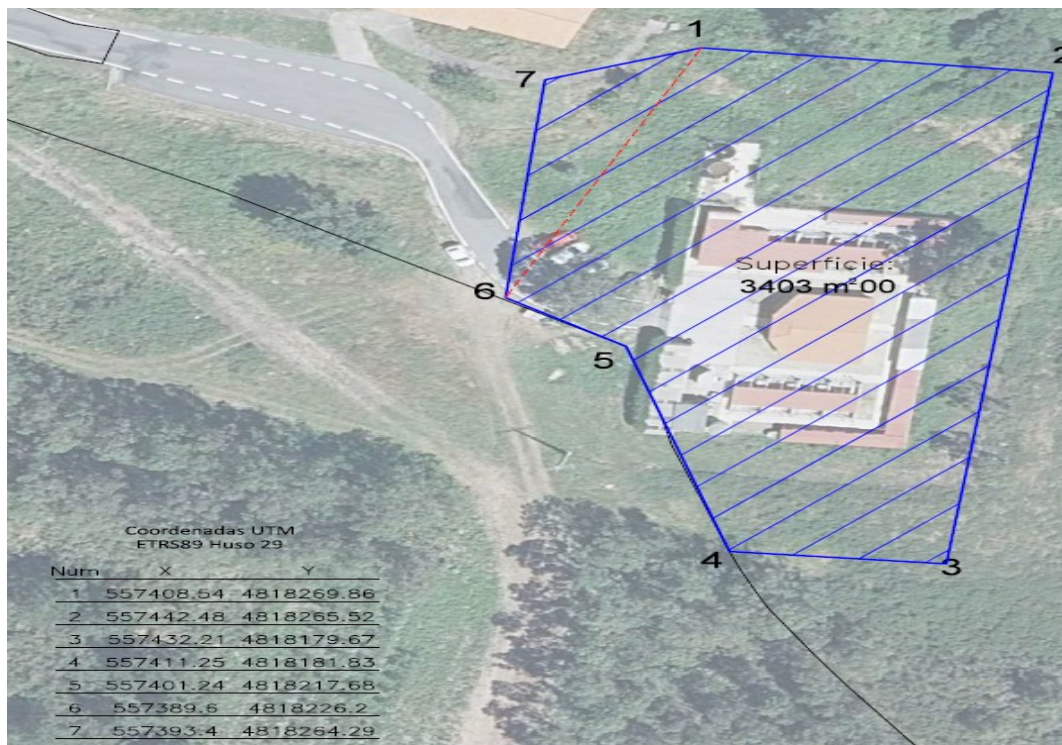 1
2
7
Superficie:
3403 m²00
6
5
4
3
Coordenadas UTM
ETRS89 Huso 29
Num X Y
1 557408.54 4818269.86
2 557442.48 4818265.52
3 557432.21 4818179.67
4 557411.25 4818181.83
5 557401.24 4818217.68
6 557389.6 4818226.2
7 557393.4 4818264.29